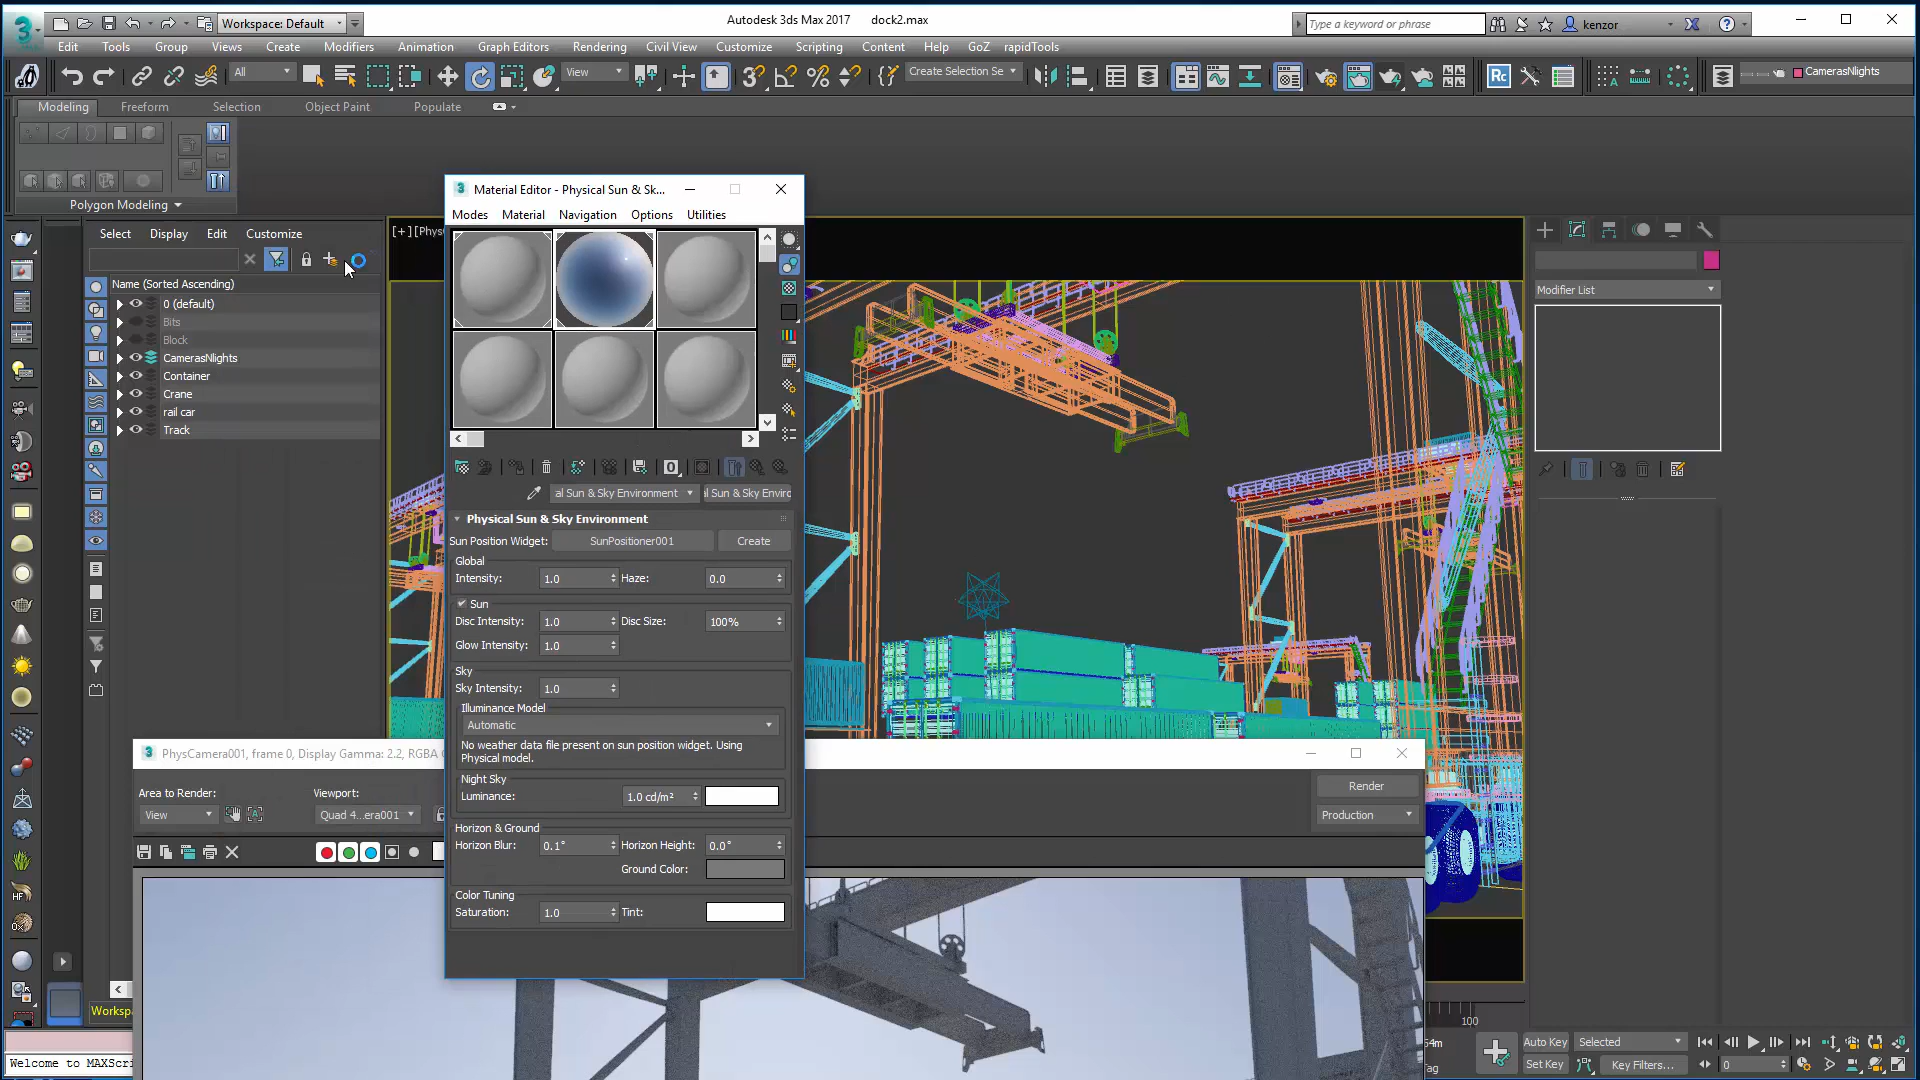 Workspace: Default
Autodesk 3ds Max 2017 dock2.max
Type a keyword or phrase
kenzor
Edit Tools Group Views Create Modifiers Animation Graph Editors Rendering Civil View Customize Scripting Content Help GoZ rapidTools
All
View
Create Selection Se
Rc
CamerasNlights
Modeling Freeform Selection Object Paint Populate
Polygon Modeling
Select Display Edit Customize
Name (Sorted Ascending)
0 (default)
Bits
Block
CamerasNlights
Container
Crane
rail car
Track
Material Editor - Physical Sun & Sk...
Modes Material Navigation Options Utilities
al Sun & Sky Environment
Physical Sun & Sky Environment
Sun Position Widget: SunPositioner001 Create
Global
Intensity: 1.0 Haze: 0.0
Sun
Disc Intensity: 1.0 Disc Size: 100%
Glow Intensity: 1.0
Sky
Sky Intensity: 1.0
Illuminance Model
Automatic
No weather data file present on sun position widget. Using
Physical model.
Night Sky
Luminance: 1.0 cd/m²
Horizon & Ground
Horizon Blur: 0.1° Horizon Height: 0.0°
Ground Color:
Color Tuning
Saturation: 1.0 Tint:
Modifier List
PhysCamera001, frame 0, Display Gamma: 2.2, RGBA
Area to Render: Viewport:
View Quad 4...era001
Render
Production
HF
Worksp
Welcome to MAXScri
100
Auto Key Selected
Set Key Key Filters...
0